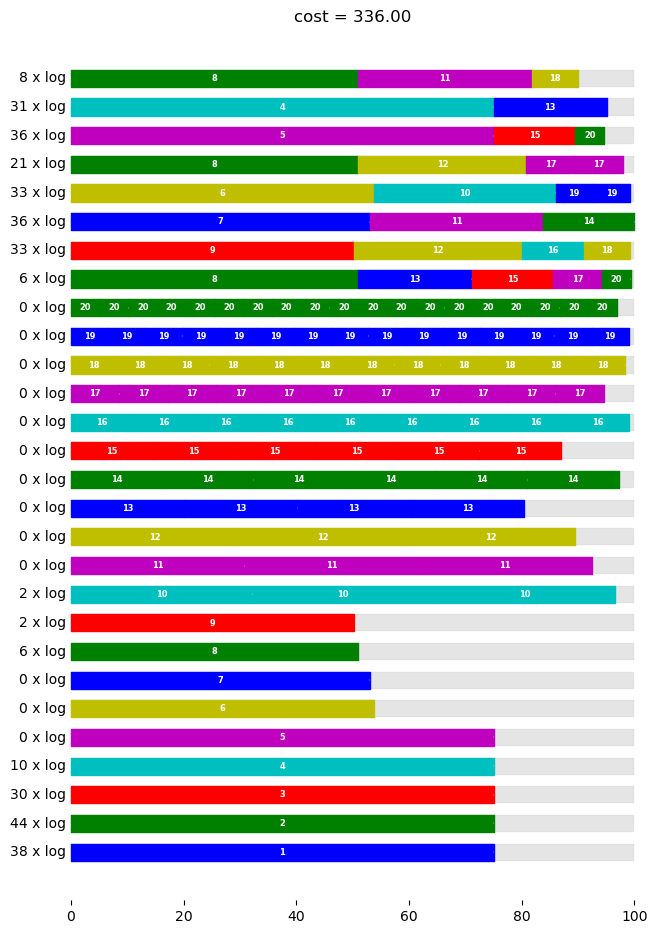 cost = 336.00
8 x log 8 11 18
31 x log 4 13
36 x log 5 15 20
21 x log 8 12 17 17
33 x log 6 10 19 19
36 x log 7 11 14
33 x log 9 12 16 18
6 x log 8 13 15 17 20
0 x log 20 20 20 20 20 20 20 20 20 20 20 20 20 20 20 20 20 20 20
0 x log 19 19 19 19 19 19 19 19 19 19 19 19 19 19 19
0 x log 18 18 18 18 18 18 18 18 18 18 18 18
0 x log 17 17 17 17 17 17 17 17 17 17 17
0 x log 16 16 16 16 16 16 16 16 16
0 x log 15 15 15 15 15 15
0 x log 14 14 14 14 14 14
0 x log 13 13 13 13
0 x log 12 12 12
0 x log 11 11 11
2 x log 10 10 10
2 x log 9
6 x log 8
0 x log 7
0 x log 6
0 x log 5
10 x log 4
30 x log 3
44 x log 2
38 x log 1
0 20 40 60 80 100